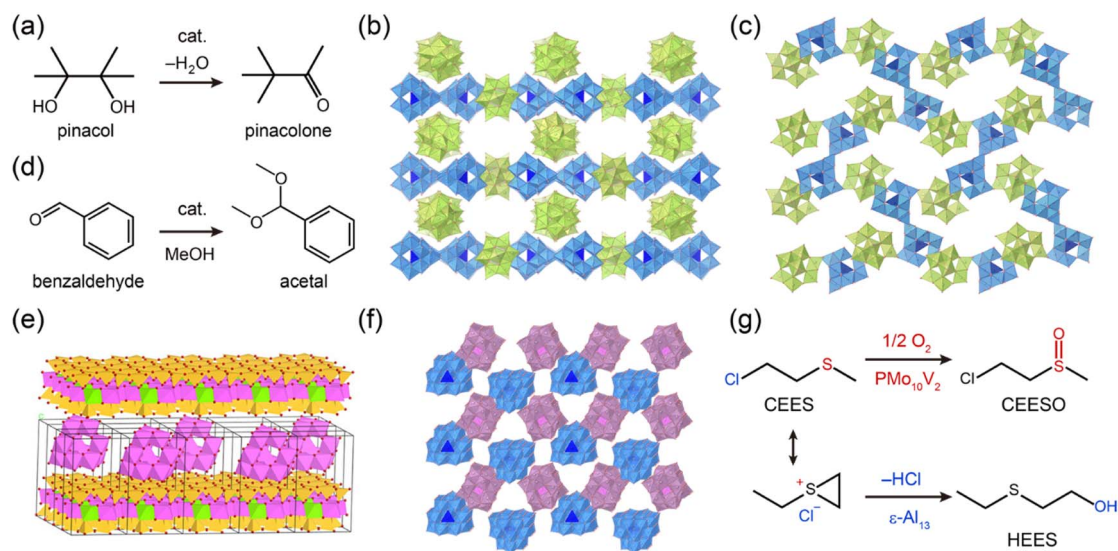 (a)
cat.
–H₂O
HO
OH
O
pinacol
pinacolone
(b)
(c)
(d)
O
cat.
MeOH
O
O
benzaldehyde
acetal
(e)
(f)
(g)
Cl
S
1/2 O₂
PMo₁₀V₂
Cl
O
S
CEES
CEESO
+
S
Cl⁻
–HCl
ε-Al₁₃
S
OH
HEES